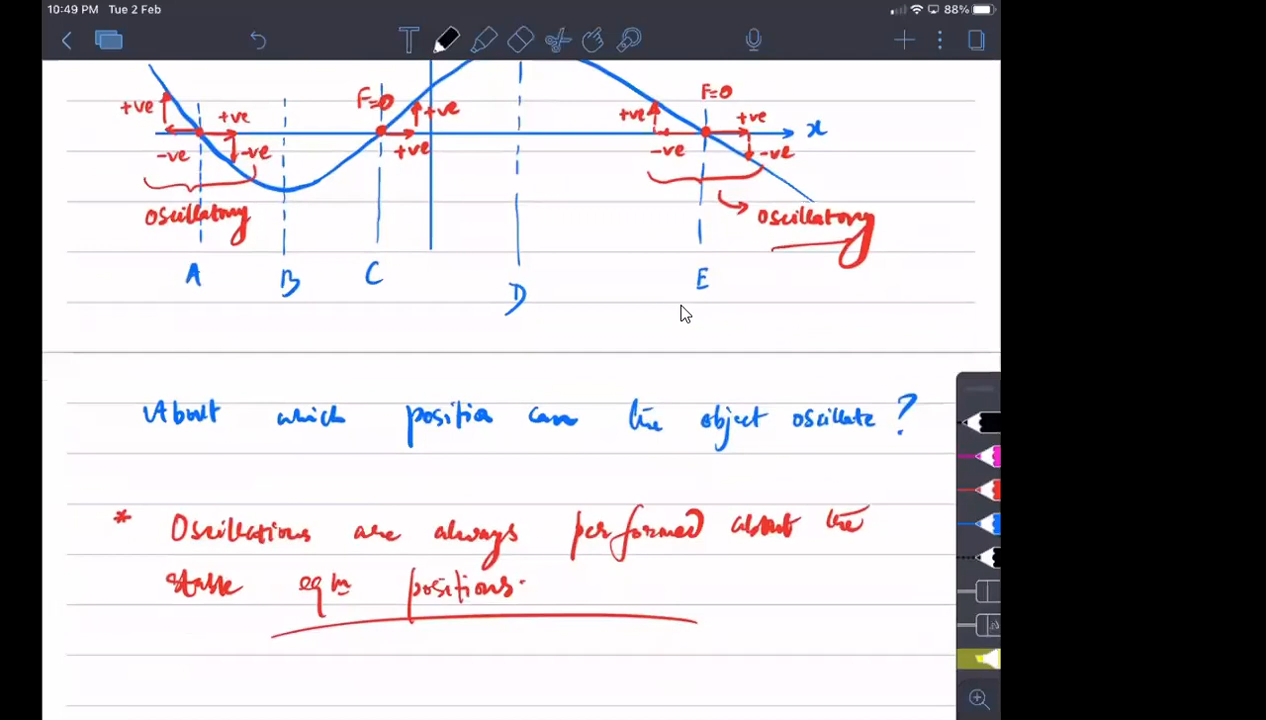 10:49 PM Tue 2 Feb 88%
T
F=0 F=0
+ve +ve +ve +ve +ve x
-ve -ve +ve -ve -ve
Oscillatory Oscillatory
A B C D E
About which position can the object oscillate?
* Oscillations are always performed about the
stable eqm positions.